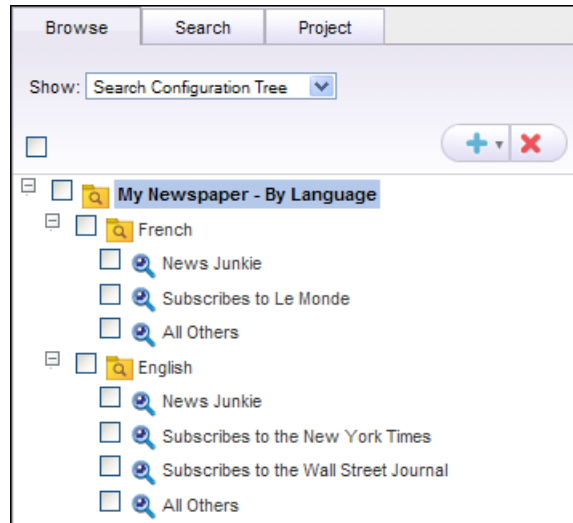 Browse Search Project
Show: Search Configuration Tree
My Newspaper - By Language
French
News Junkie
Subscribes to Le Monde
All Others
English
News Junkie
Subscribes to the New York Times
Subscribes to the Wall Street Journal
All Others